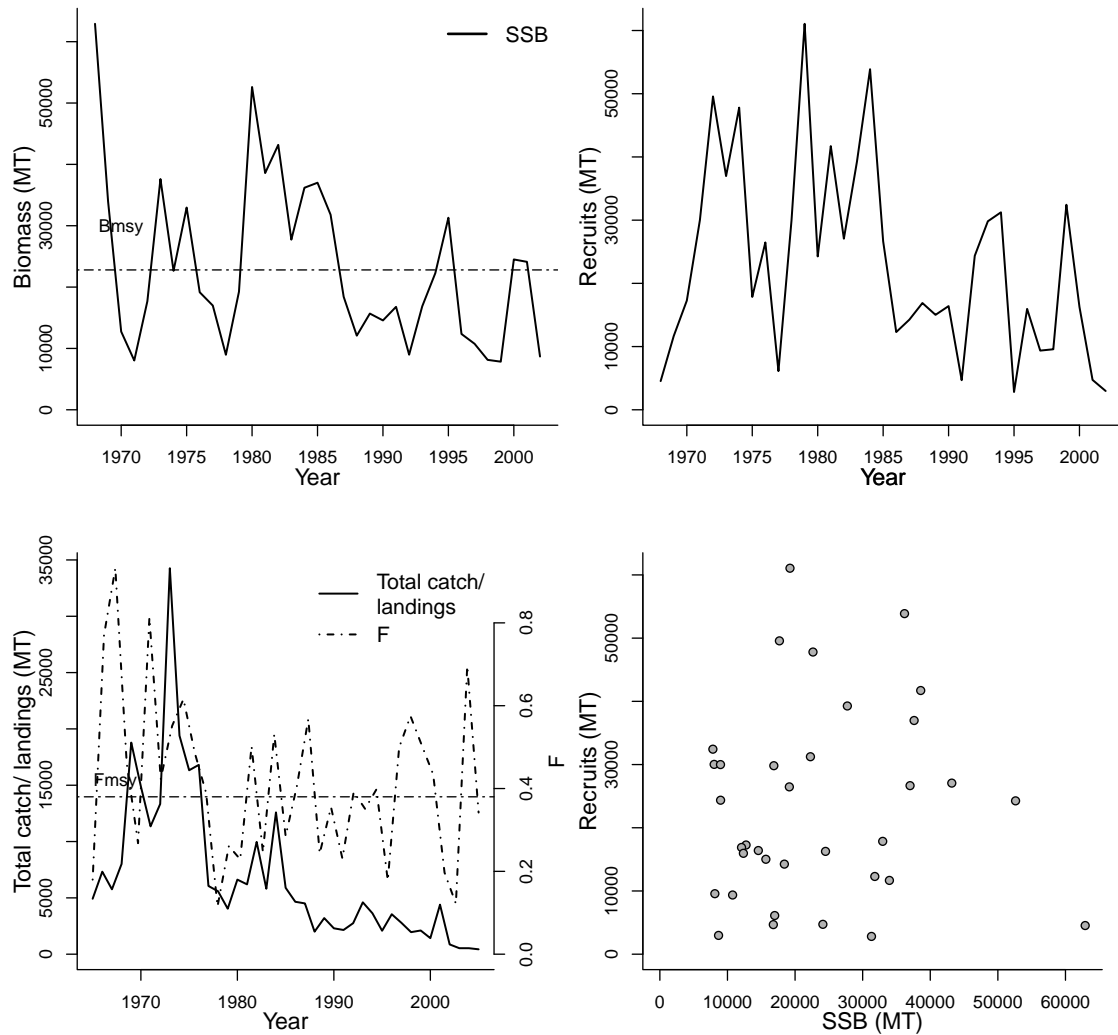 SSB
Bmsy
Biomass (MT)
0
10000
30000
50000
1970 1975 1980 1985 1990 1995 2000
Year
Recruits (MT)
0
10000
30000
50000
1970 1975 1980 1985 1990 1995 2000
Year
Total catch/
landings
F
Fmsy
Total catch/ landings (MT)
0
5000
15000
25000
35000
0.0
0.2
0.4
0.6
0.8
F
1970 1980 1990 2000
Year
Recruits (MT)
0
10000
30000
50000
0 10000 20000 30000 40000 50000 60000
SSB (MT)